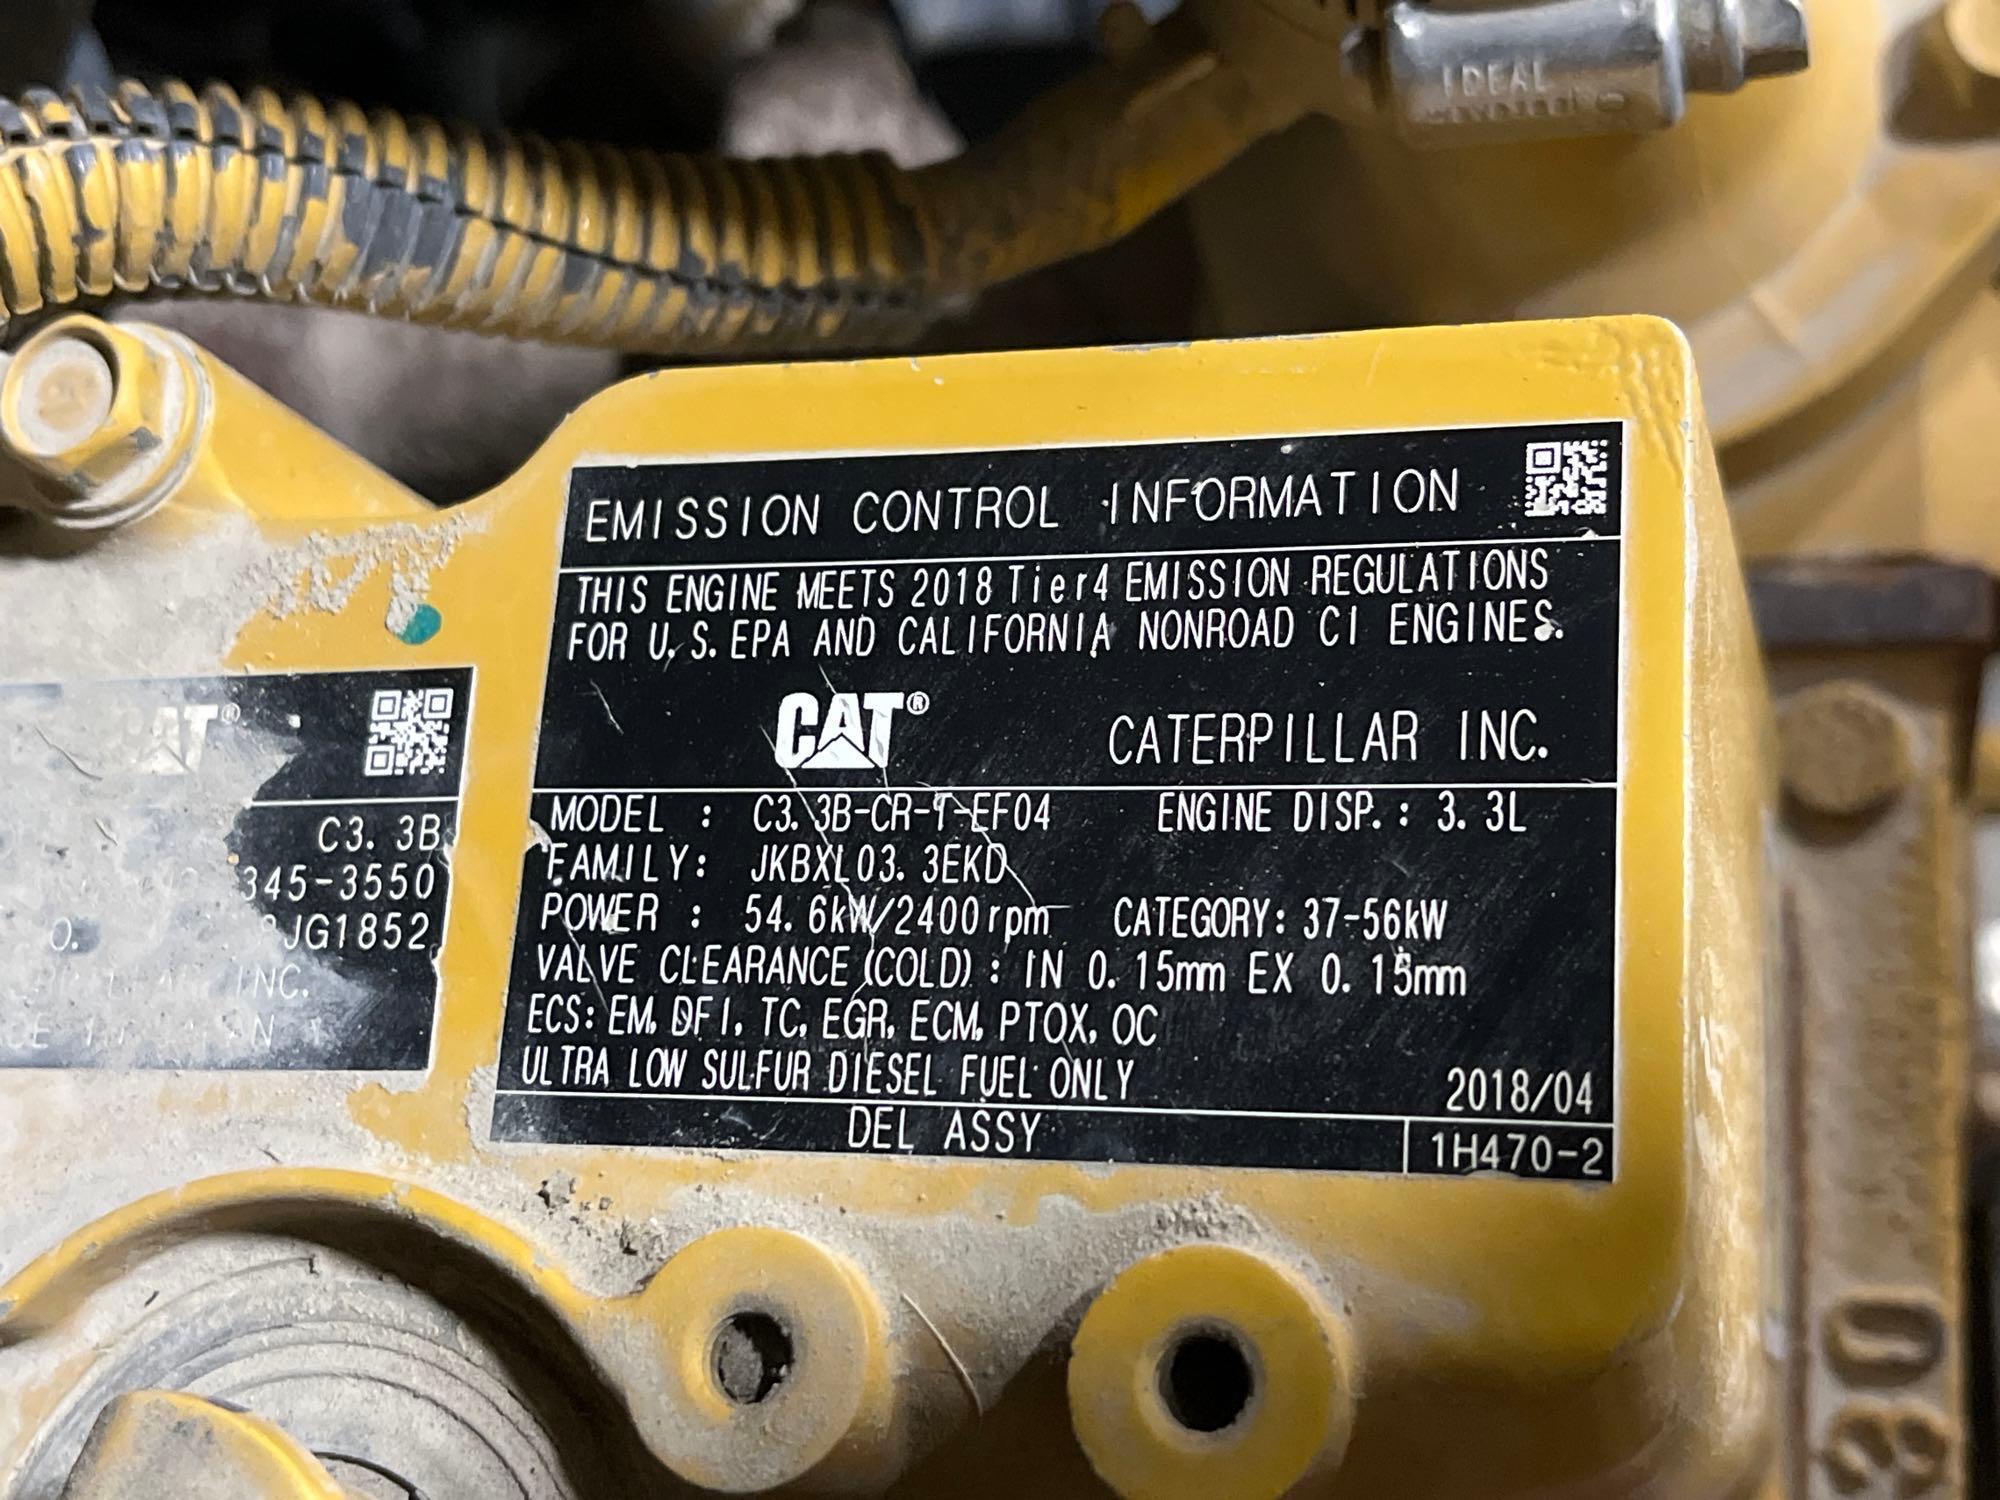 IDEAL
EMISSION CONTROL INFORMATION
THIS ENGINE MEETS 2018 Tier4 EMISSION REGULATIONS
FOR U.S. EPA AND CALIFORNIA NONROAD CI ENGINES.
CAT® CATERPILLAR INC.
MODEL : C3.3B-CR-T-EF04 ENGINE DISP.: 3.3L
FAMILY: JKBXL03.3EKD
POWER : 54.6kW/2400rpm CATEGORY: 37-56kW
VALVE CLEARANCE (COLD) : IN 0.15mm EX 0.15mm
ECS: EM, DFI, TC, EGR, ECM, PTOX, OC
ULTRA LOW SULFUR DIESEL FUEL ONLY 2018/04
DEL ASSY 1H470-2
CAT®
C3.3B
345-3550
JG1852
INC.
30